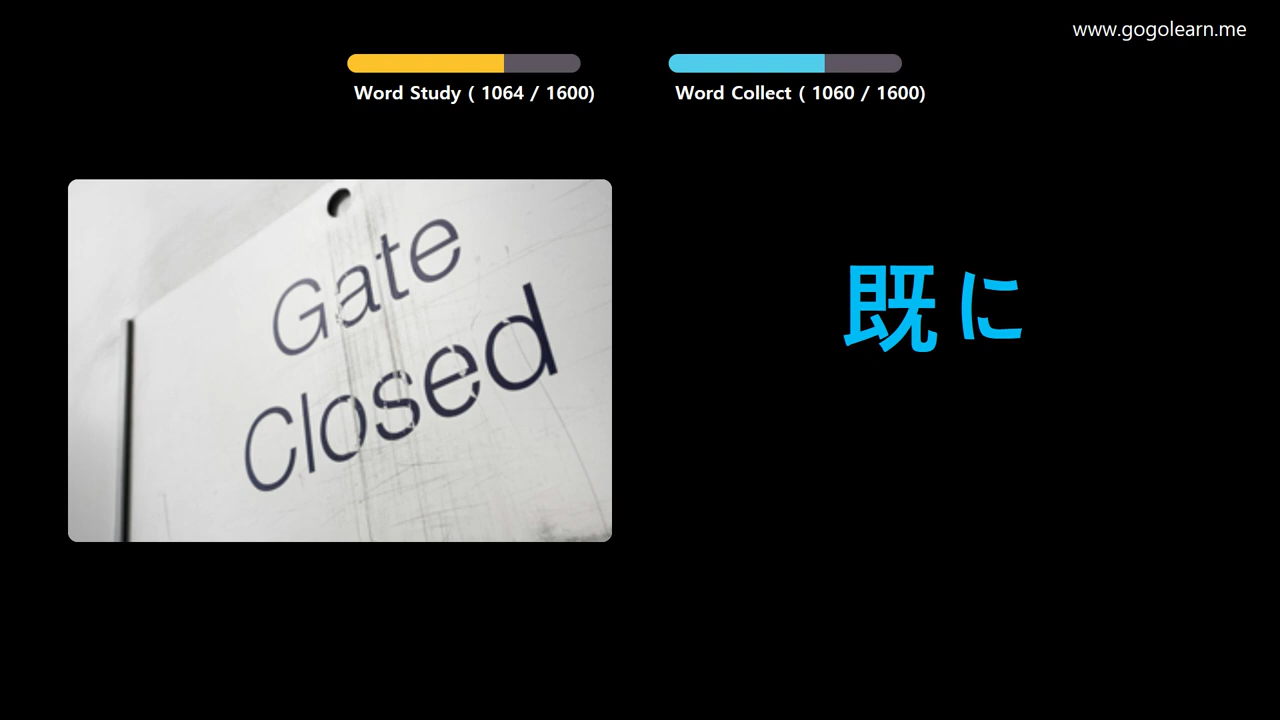 www.gogolearn.me
Word Study ( 1064 / 1600)
Word Collect ( 1060 / 1600)
Gate
Closed
既に